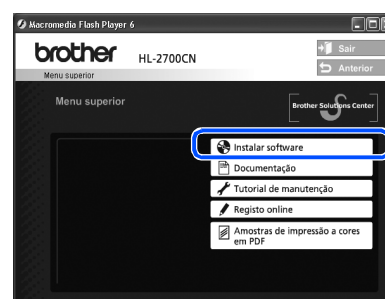 Macromedia Flash Player 6
brother
HL-2700CN
Sair
Anterior
Menu superior
Menu superior
Brother Solutions Center
Instalar software
Documentação
Tutorial de manutenção
Registo online
Amostras de impressão a cores
em PDF